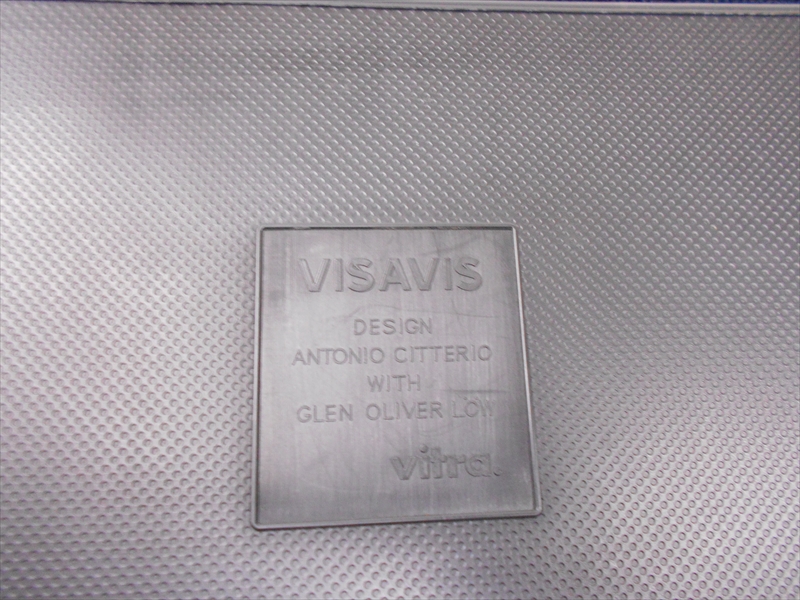 VISAVIS
DESIGN
ANTONIO CITTERIO
WITH
GLEN OLIVER LÖW
vitra.